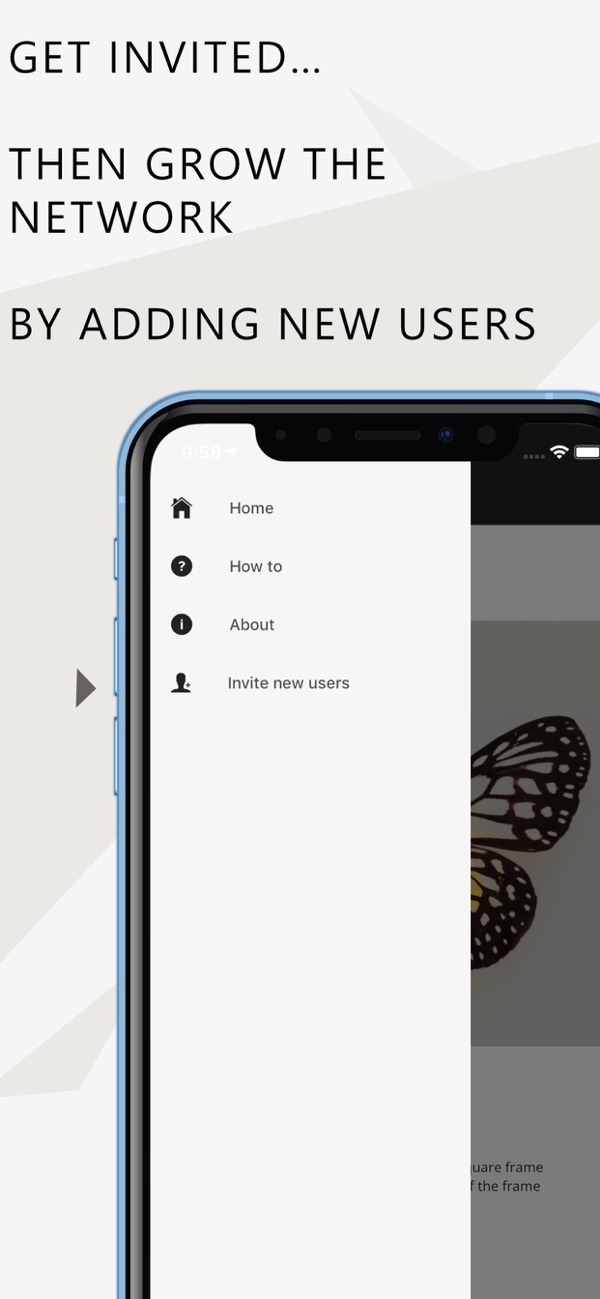 GET INVITED...
THEN GROW THE
NETWORK
BY ADDING NEW USERS
9:58
Home
How to
About
Invite new users
frame
the frame